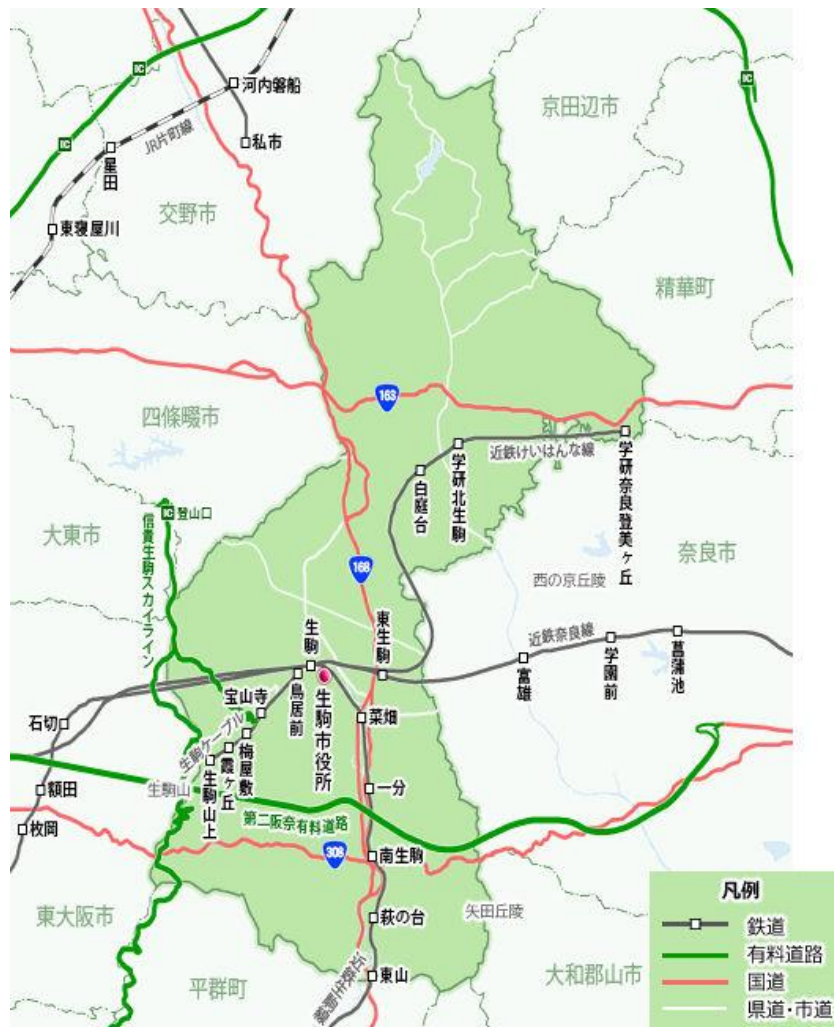 IC
河内磐船
京田辺市
IC
JR片町線
私市
星田
IC
交野市
東寝屋川
精華町
163
四條畷市
近鉄けいはんな線
学研奈良登美ヶ丘
学研北生駒
白庭台
IC 登山口
信貴生駒スカイライン
大東市
奈良市
168
西の京丘陵
近鉄奈良線
生駒
東生駒
富雄
学園前
菖蒲池
鳥居前
生駒市役所
宝山寺
菜畑
石切
生駒ケーブル
梅屋敷
霞ヶ丘
生駒山上
額田
生駒山
一分
第二阪奈有料道路
枚岡
308
南生駒
東大阪市
萩の台
矢田丘陵
近鉄生駒線
東山
平群町
大和郡山市
凡例
鉄道
有料道路
国道
県道・市道